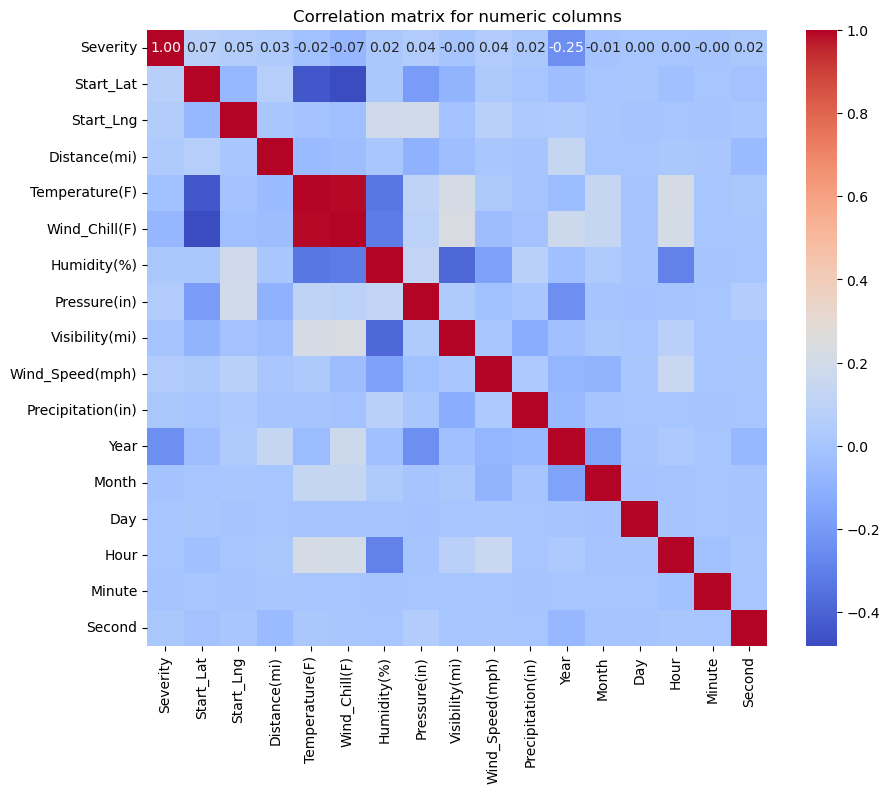 Correlation matrix for numeric columns
Severity
1.00 0.07 0.05 0.03 -0.02 -0.07 0.02 0.04 -0.00 0.04 0.02 -0.25 -0.01 0.00 0.00 -0.00 0.02
Start_Lat
Start_Lng
Distance(mi)
Temperature(F)
Wind_Chill(F)
Humidity(%)
Pressure(in)
Visibility(mi)
Wind_Speed(mph)
Precipitation(in)
Year
Month
Day
Hour
Minute
Second
Severity
Start_Lat
Start_Lng
Distance(mi)
Temperature(F)
Wind_Chill(F)
Humidity(%)
Pressure(in)
Visibility(mi)
Wind_Speed(mph)
Precipitation(in)
Year
Month
Day
Hour
Minute
Second
1.0
0.8
0.6
0.4
0.2
0.0
−0.2
−0.4